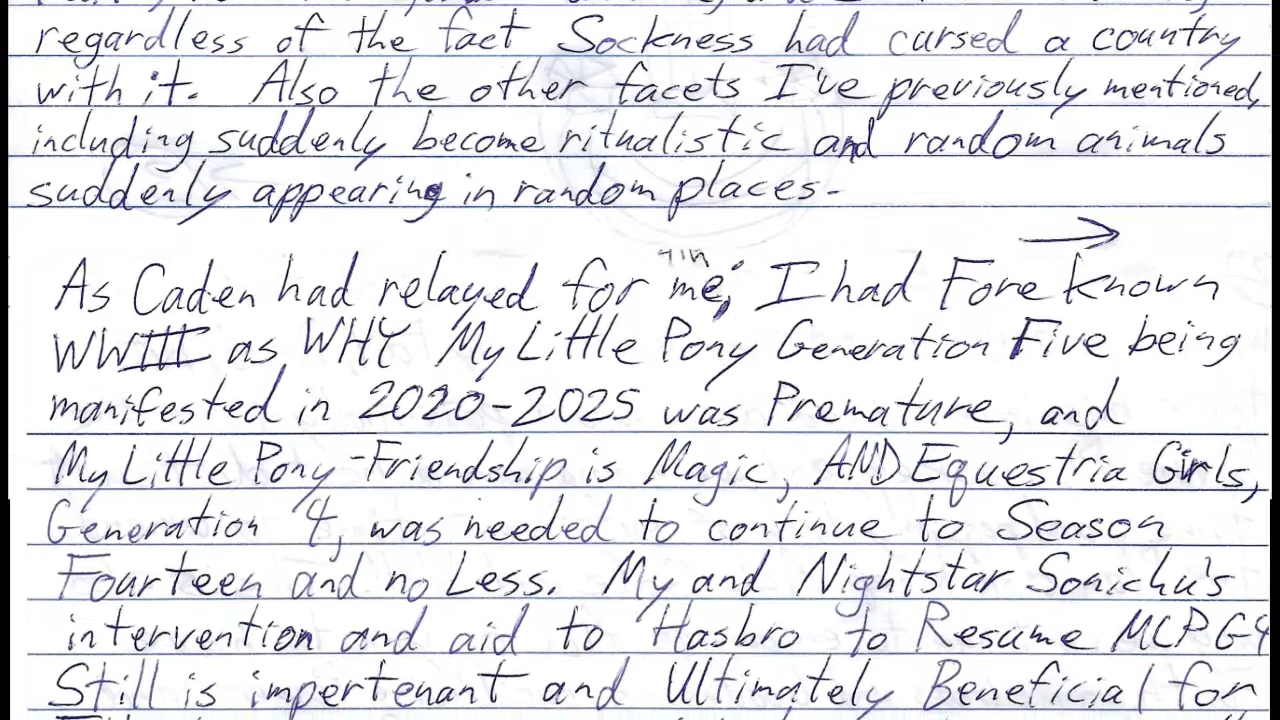 regardless of the fact Sockness had cursed a country
with it. Also the other facets I've previously mentioned,
including suddenly become ritualistic and random animals
suddenly appearing in random places-
As Caden had relayed for me; I had Fore known
WWIII as WHY My Little Pony Generation Five being
manifested in 2020-2025 was Premature, and
My Little Pony-Friendship is Magic, AND Equestria Girls,
Generation 4, was needed to continue to Season
Fourteen and no Less. My and Nightstar Sonichu's
intervention and aid to Hasbro to Resume MLP G4
Still is impertenant and Ultimately Beneficial for